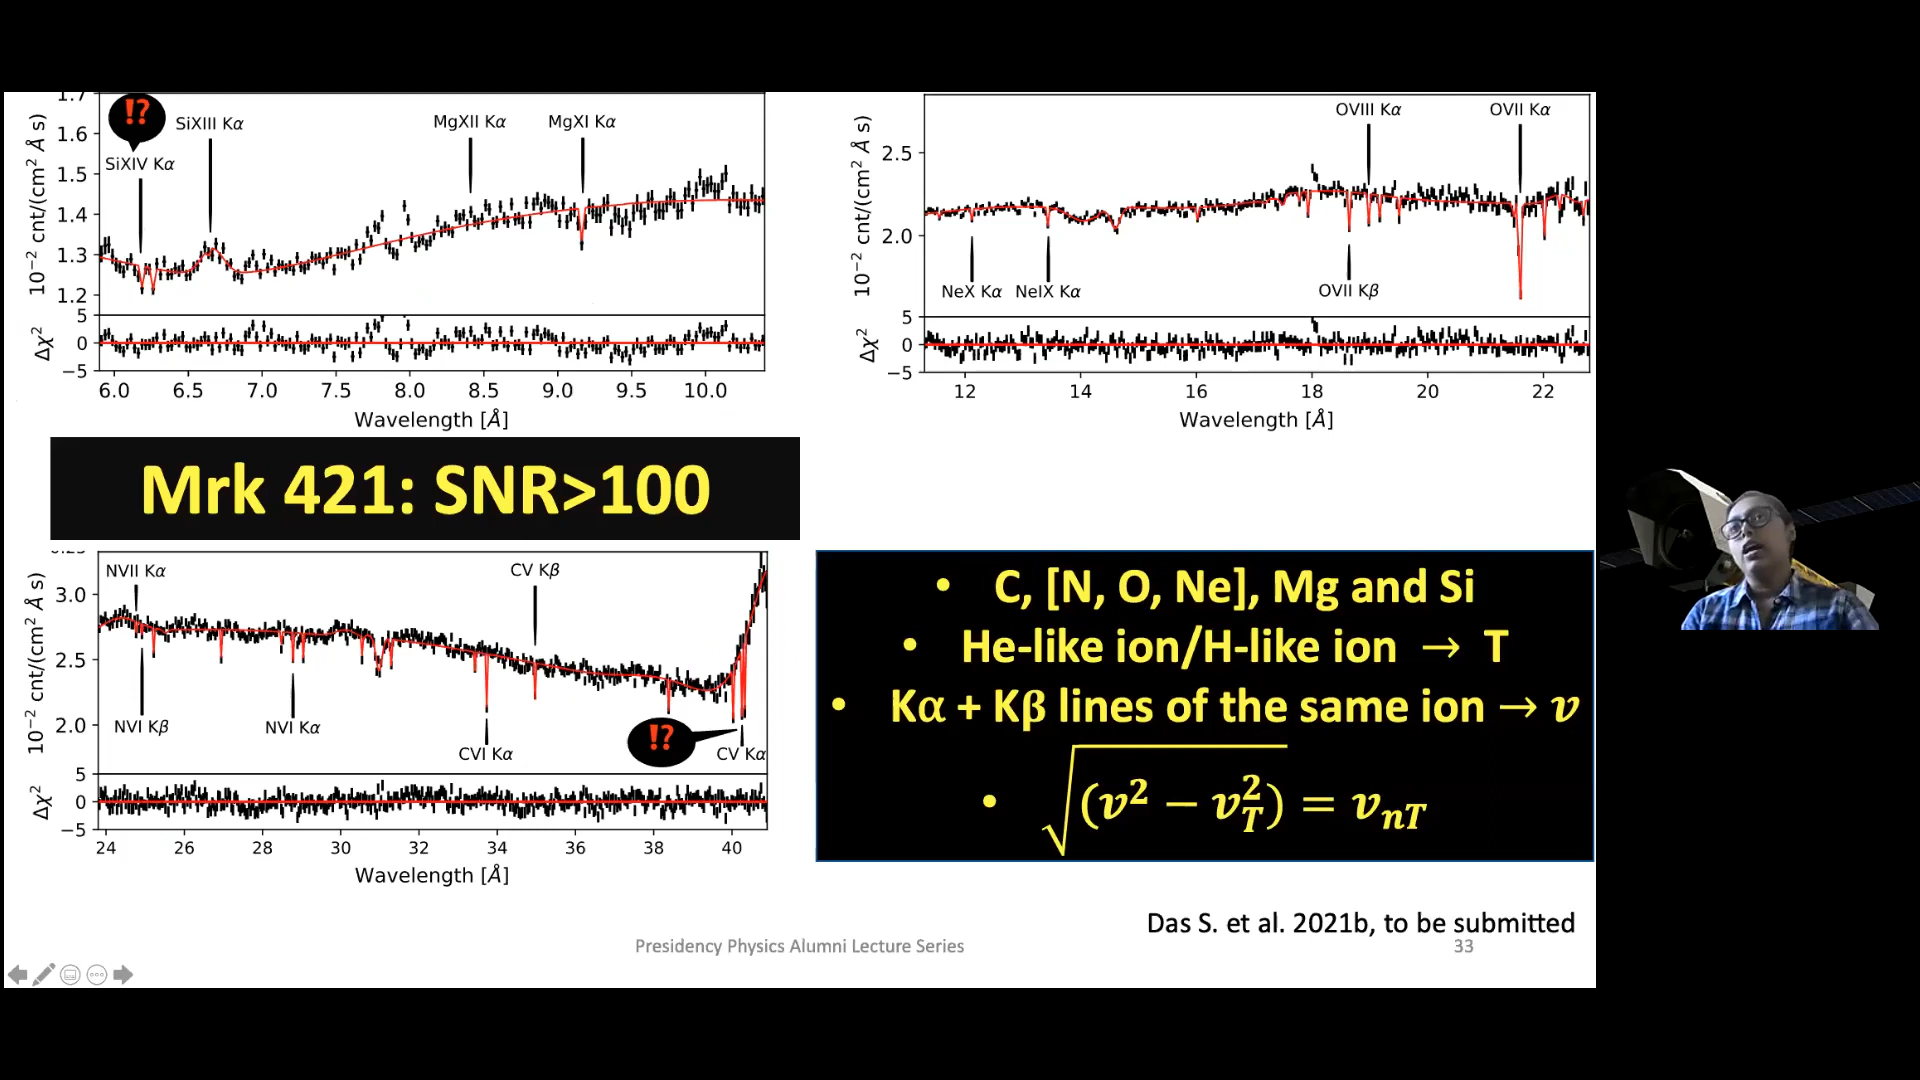 1.7
1.6
1.5
1.4
1.3
1.2
10⁻² cnt/(cm² Å s)
!?
SiXIV Kα
SiXIII Kα
MgXII Kα
MgXI Kα
5
0
−5
Δχ²
6.0 6.5 7.0 7.5 8.0 8.5 9.0 9.5 10.0
Wavelength [Å]
2.5
2.0
10⁻² cnt/(cm² Å s)
OVIII Kα
OVII Kα
NeX Kα
NeIX Kα
OVII Kβ
5
0
−5
Δχ²
12 14 16 18 20 22
Wavelength [Å]
Mrk 421: SNR>100
3.0
2.5
2.0
10⁻² cnt/(cm² Å s)
NVII Kα
CV Kβ
NVI Kβ
NVI Kα
CVI Kα
!?
CV Kα
5
0
−5
Δχ²
24 26 28 30 32 34 36 38 40
Wavelength [Å]
• C, [N, O, Ne], Mg and Si
• He-like ion/H-like ion → T
• Kα + Kβ lines of the same ion → v
• √(v² − v_T²) = v_nT
Das S. et al. 2021b, to be submitted
Presidency Physics Alumni Lecture Series
33